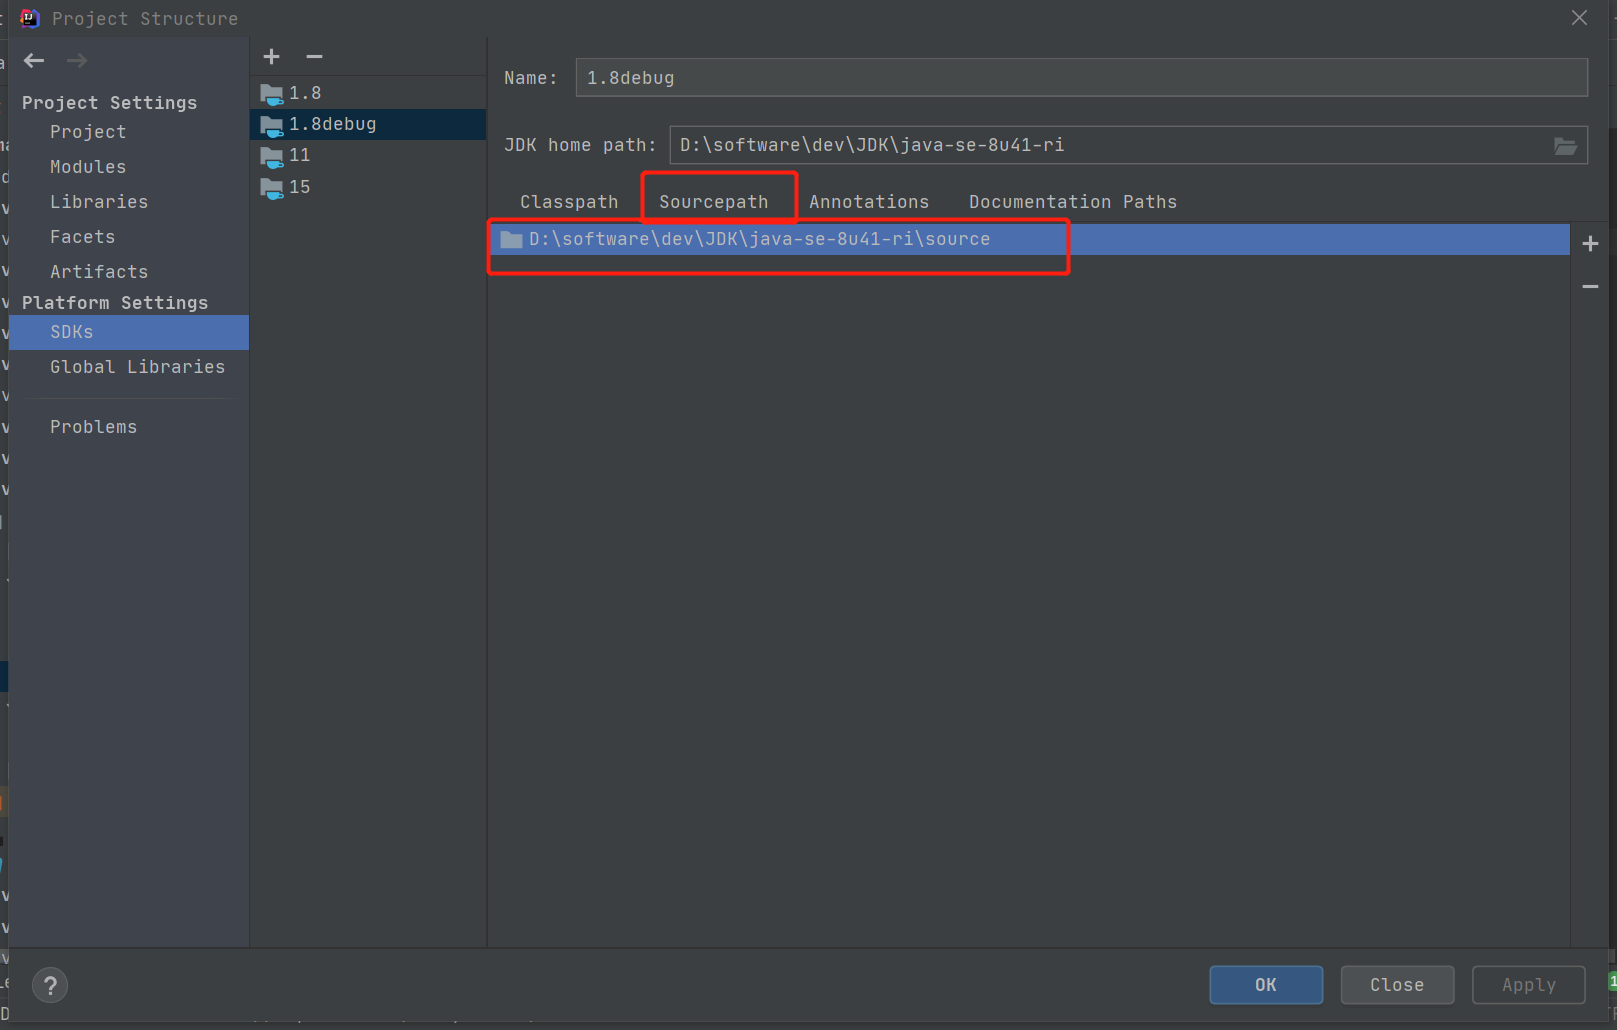 Project Structure
Project Settings
Project
Modules
Libraries
Facets
Artifacts
Platform Settings
SDKs
Global Libraries
Problems
1.8
1.8debug
11
15
Name: 1.8debug
JDK home path: D:\software\dev\JDK\java-se-8u41-ri
Classpath Sourcepath Annotations Documentation Paths
D:\software\dev\JDK\java-se-8u41-ri\source
? OK Close Apply